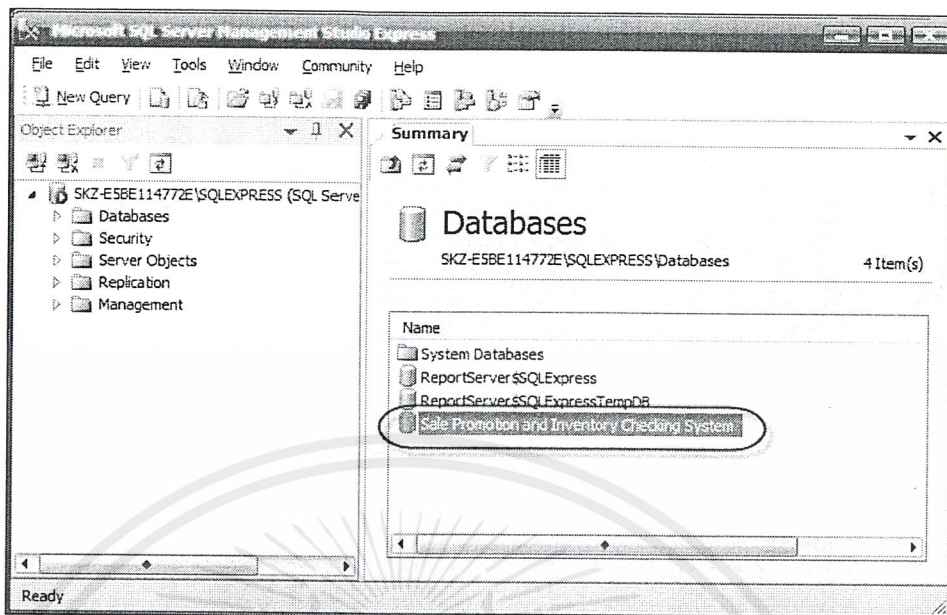 Microsoft SQL Server Management Studio Express
File Edit View Tools Window Community Help
New Query
Object Explorer
SKZ-E5BE114772E\SQLEXPRESS (SQL Serve
Databases
Security
Server Objects
Replication
Management
Summary
Databases
SKZ-E5BE114772E\SQLEXPRESS\Databases
4 Item(s)
Name
System Databases
ReportServer$SQLExpress
ReportServer$SQLExpressTempDB
Sale Promotion and Inventory Checking System
Ready